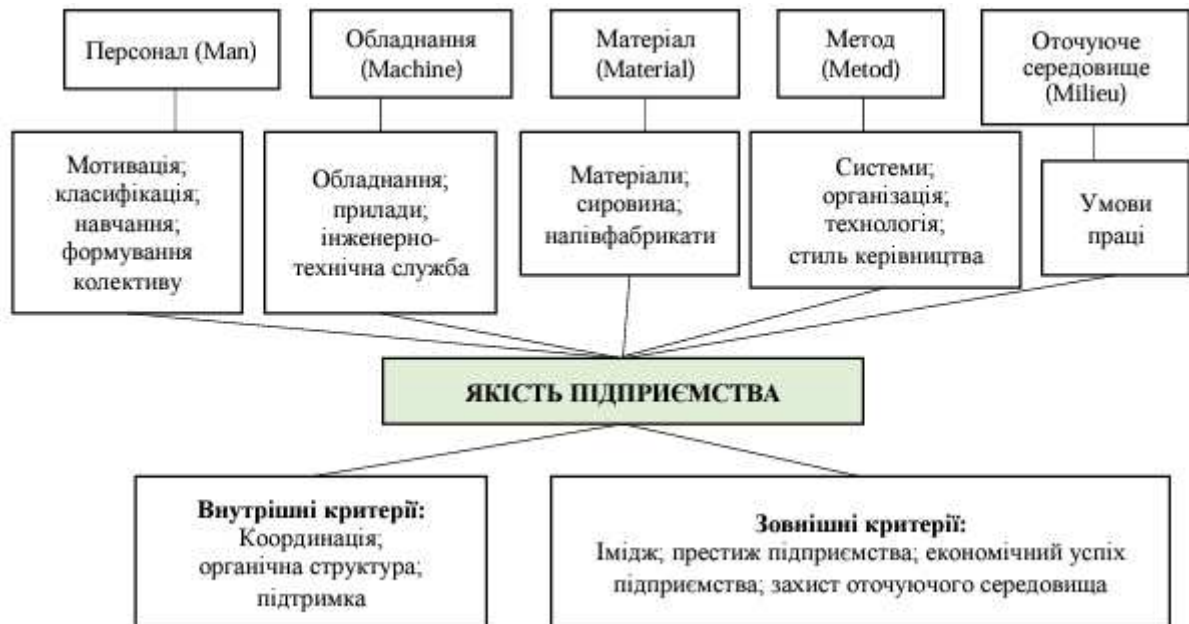 Персонал (Man)
Обладнання
(Machine)
Матеріал
(Material)
Метод
(Metod)
Оточуюче
середовище
(Milieu)
Мотивація;
класифікація;
навчання;
формування
колективу
Обладнання;
прилади;
інженерно-
технічна служба
Матеріали;
сировина;
напівфабрикати
Системи;
організація;
технологія;
стиль керівництва
Умови
праці
ЯКІСТЬ ПІДПРИЄМСТВА
Внутрішні критерії:
Координація;
органічна структура;
підтримка
Зовнішні критерії:
Імідж; престиж підприємства; економічний успіх
підприємства; захист оточуючого середовища